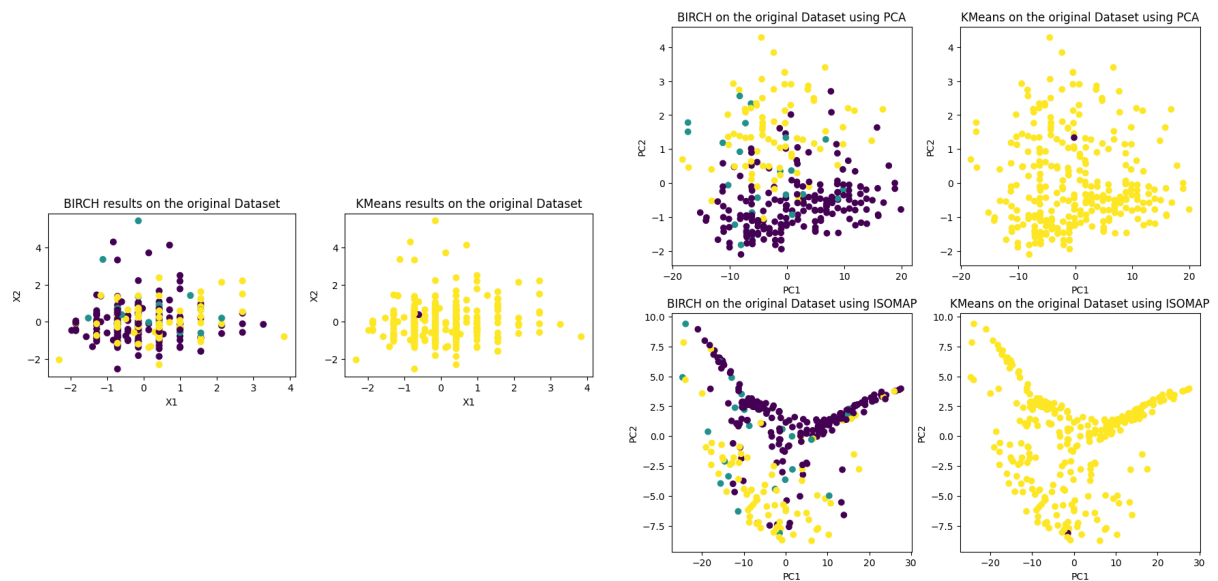 BIRCH results on the original Dataset
X2
4
2
0
−2
−2 −1 0 1 2 3 4
X1
KMeans results on the original Dataset
X2
4
2
0
−2
−2 −1 0 1 2 3 4
X1
BIRCH on the original Dataset using PCA
PC2
4
3
2
1
0
−1
−2
−20 −10 0 10 20
PC1
KMeans on the original Dataset using PCA
PC2
4
3
2
1
0
−1
−2
−20 −15 −10 −5 0 5 10 15 20
PC1
BIRCH on the original Dataset using ISOMAP
PC2
10.0
7.5
5.0
2.5
0.0
−2.5
−5.0
−7.5
−20 −10 0 10 20 30
PC1
KMeans on the original Dataset using ISOMAP
PC2
10.0
7.5
5.0
2.5
0.0
−2.5
−5.0
−7.5
−20 −10 0 10 20 30
PC1